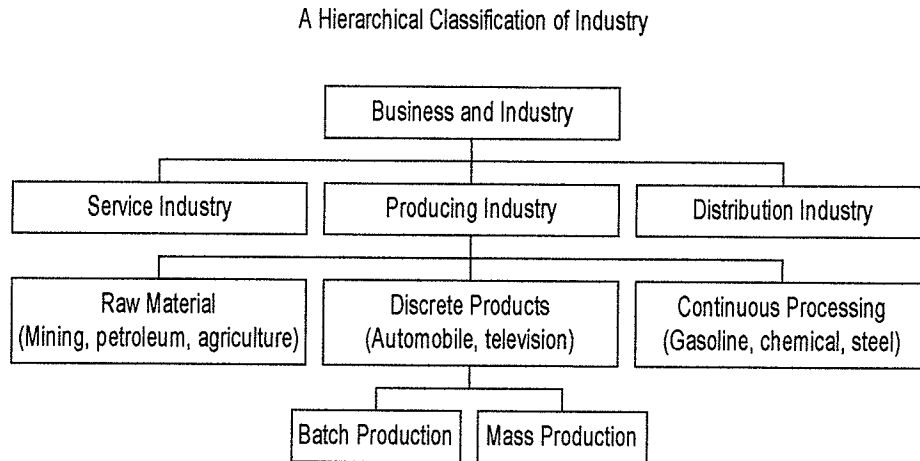 A Hierarchical Classification of Industry
Business and Industry
Service Industry
Producing Industry
Distribution Industry
Raw Material
(Mining, petroleum, agriculture)
Discrete Products
(Automobile, television)
Continuous Processing
(Gasoline, chemical, steel)
Batch Production
Mass Production